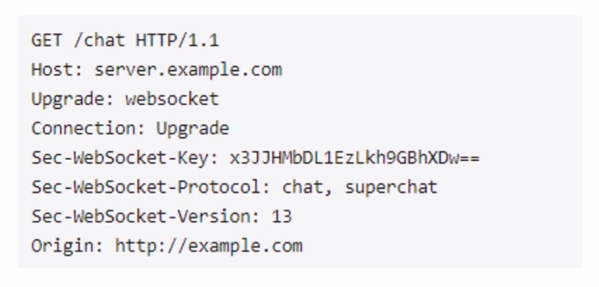 GET /chat HTTP/1.1
Host: server.example.com
Upgrade: websocket
Connection: Upgrade
Sec-WebSocket-Key: x3JJHMbDL1EzLkh9GBhXDw==
Sec-WebSocket-Protocol: chat, superchat
Sec-WebSocket-Version: 13
Origin: http://example.com